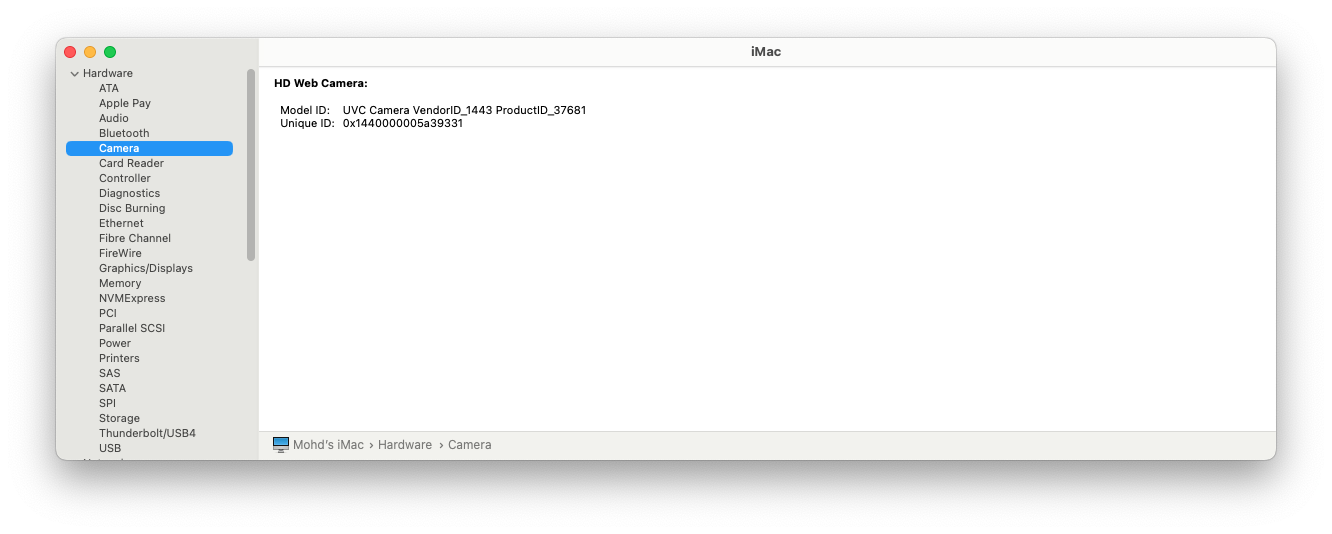 iMac
Hardware
ATA
Apple Pay
Audio
Bluetooth
Camera
Card Reader
Controller
Diagnostics
Disc Burning
Ethernet
Fibre Channel
FireWire
Graphics/Displays
Memory
NVMExpress
PCI
Parallel SCSI
Power
Printers
SAS
SATA
SPI
Storage
Thunderbolt/USB4
USB
HD Web Camera:
Model ID: UVC Camera VendorID_1443 ProductID_37681
Unique ID: 0x1440000005a39331
Mohd's iMac › Hardware › Camera